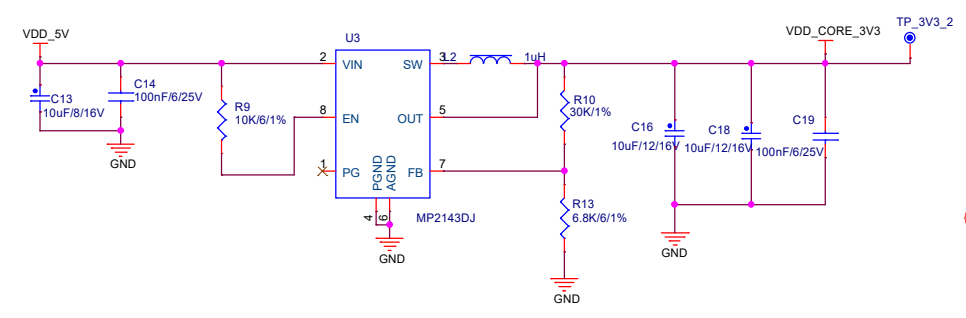 TP_3V3_2
VDD_5V
VDD_CORE_3V3
U3
2
VIN
SW
3
L2
1uH
C14
100nF/6/25V
C13
10uF/8/16V
R9
10K/6/1%
R10
30K/1%
8
EN
OUT
5
C16
10uF/12/16V
C18
10uF/12/16V
C19
100nF/6/25V
GND
1
PG
PGND
AGND
FB
7
4
6
MP2143DJ
R13
6.8K/6/1%
GND
GND
GND